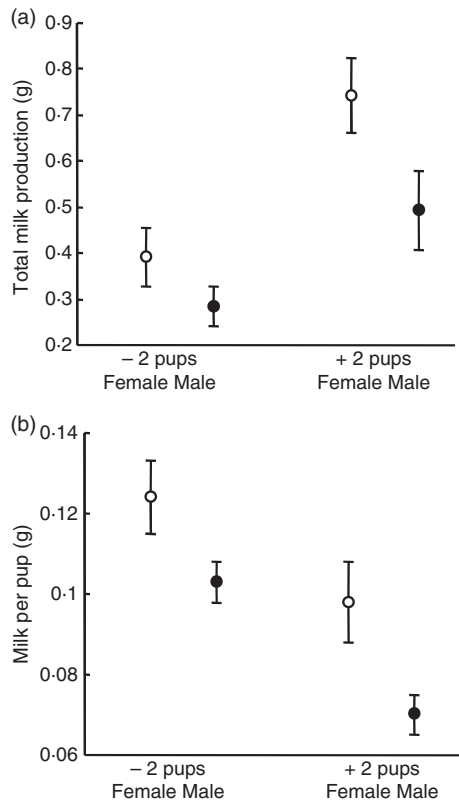 (a)
Total milk production (g)
0·9
0·8
0·7
0·6
0·5
0·4
0·3
0·2
– 2 pups + 2 pups
Female Male Female Male
(b)
Milk per pup (g)
0·14
0·12
0·1
0·08
0·06
– 2 pups + 2 pups
Female Male Female Male